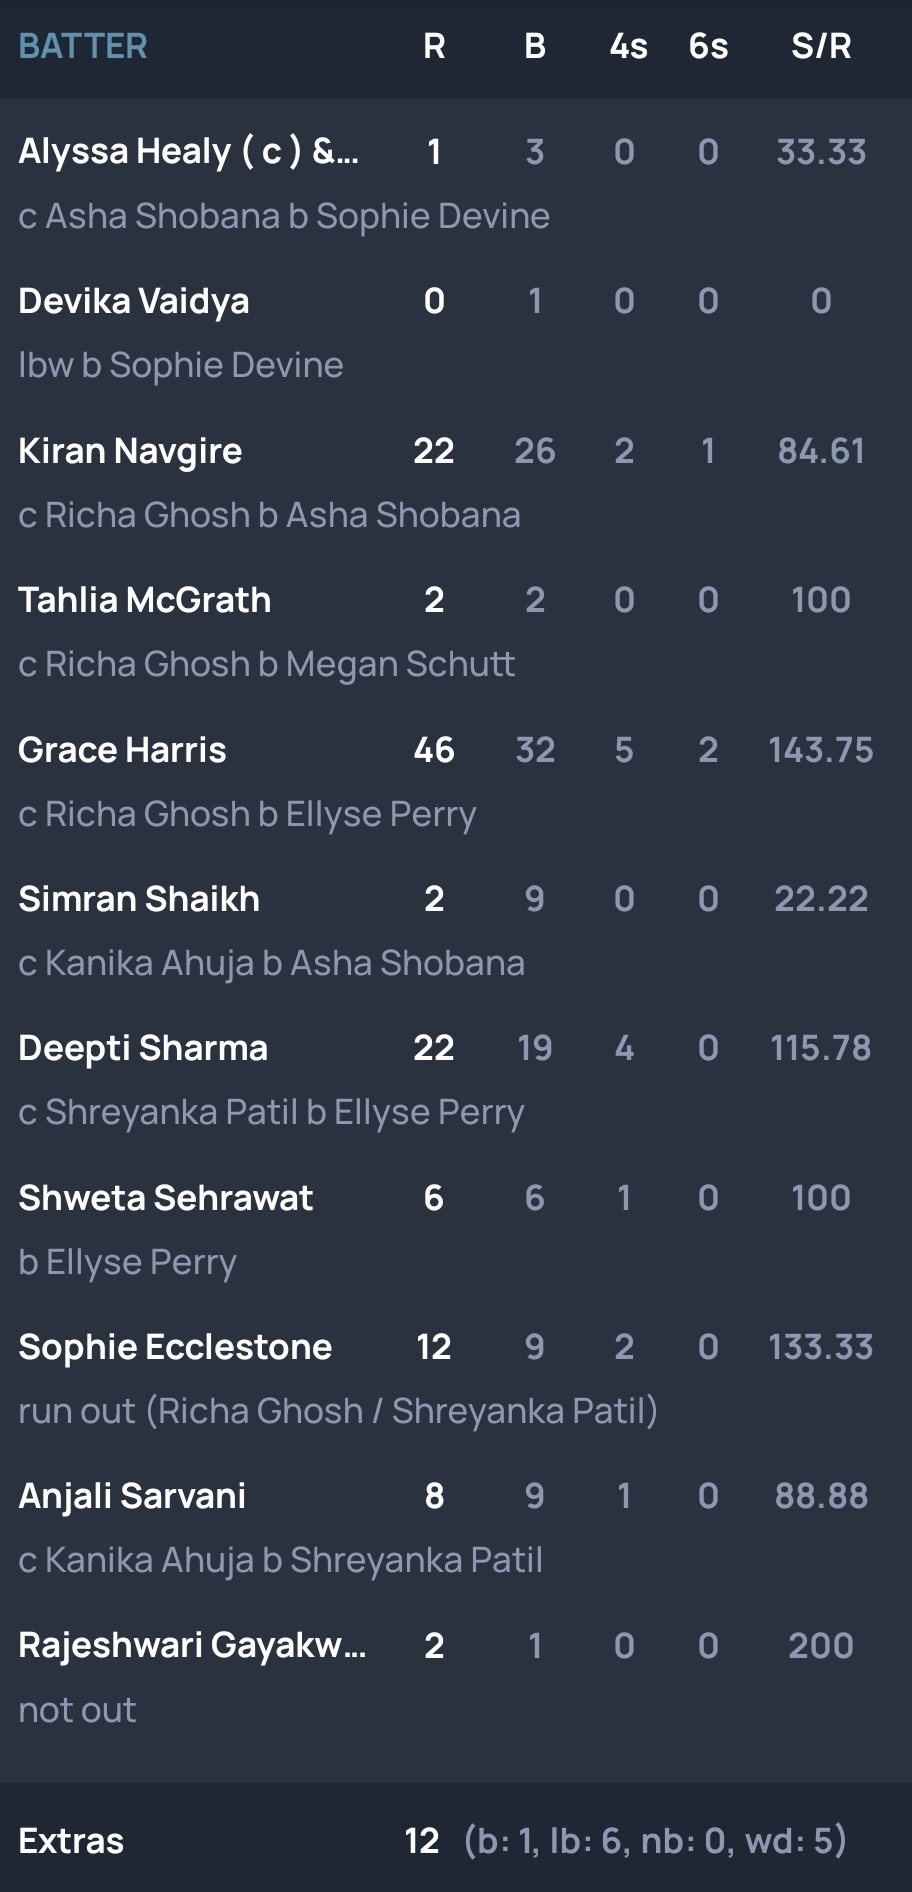 BATTER R B 4s 6s S/R
Alyssa Healy ( c ) &... 1 3 0 0 33.33
c Asha Shobana b Sophie Devine
Devika Vaidya 0 1 0 0 0
lbw b Sophie Devine
Kiran Navgire 22 26 2 1 84.61
c Richa Ghosh b Asha Shobana
Tahlia McGrath 2 2 0 0 100
c Richa Ghosh b Megan Schutt
Grace Harris 46 32 5 2 143.75
c Richa Ghosh b Ellyse Perry
Simran Shaikh 2 9 0 0 22.22
c Kanika Ahuja b Asha Shobana
Deepti Sharma 22 19 4 0 115.78
c Shreyanka Patil b Ellyse Perry
Shweta Sehrawat 6 6 1 0 100
b Ellyse Perry
Sophie Ecclestone 12 9 2 0 133.33
run out (Richa Ghosh / Shreyanka Patil)
Anjali Sarvani 8 9 1 0 88.88
c Kanika Ahuja b Shreyanka Patil
Rajeshwari Gayakw... 2 1 0 0 200
not out
Extras 12 (b: 1, lb: 6, nb: 0, wd: 5)